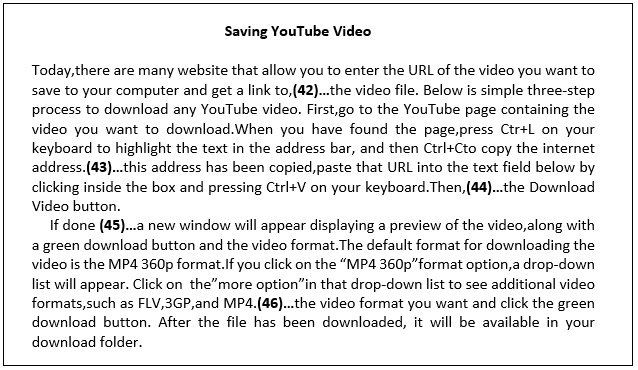 Saving YouTube Video
Today,there are many website that allow you to enter the URL of the video you want to
save to your computer and get a link to,(42)...the video file. Below is simple three-step
process to download any YouTube video. First,go to the YouTube page containing the
video you want to download.When you have found the page,press Ctr+L on your
keyboard to highlight the text in the address bar, and then Ctrl+Cto copy the internet
address.(43)...this address has been copied,paste that URL into the text field below by
clicking inside the box and pressing Ctrl+V on your keyboard.Then,(44)...the Download
Video button.
If done (45)...a new window will appear displaying a preview of the video,along with
a green download button and the video format.The default format for downloading the
video is the MP4 360p format.If you click on the “MP4 360p”format option,a drop-down
list will appear. Click on the”more option”in that drop-down list to see additional video
formats,such as FLV,3GP,and MP4.(46)...the video format you want and click the green
download button. After the file has been downloaded, it will be available in your
download folder.